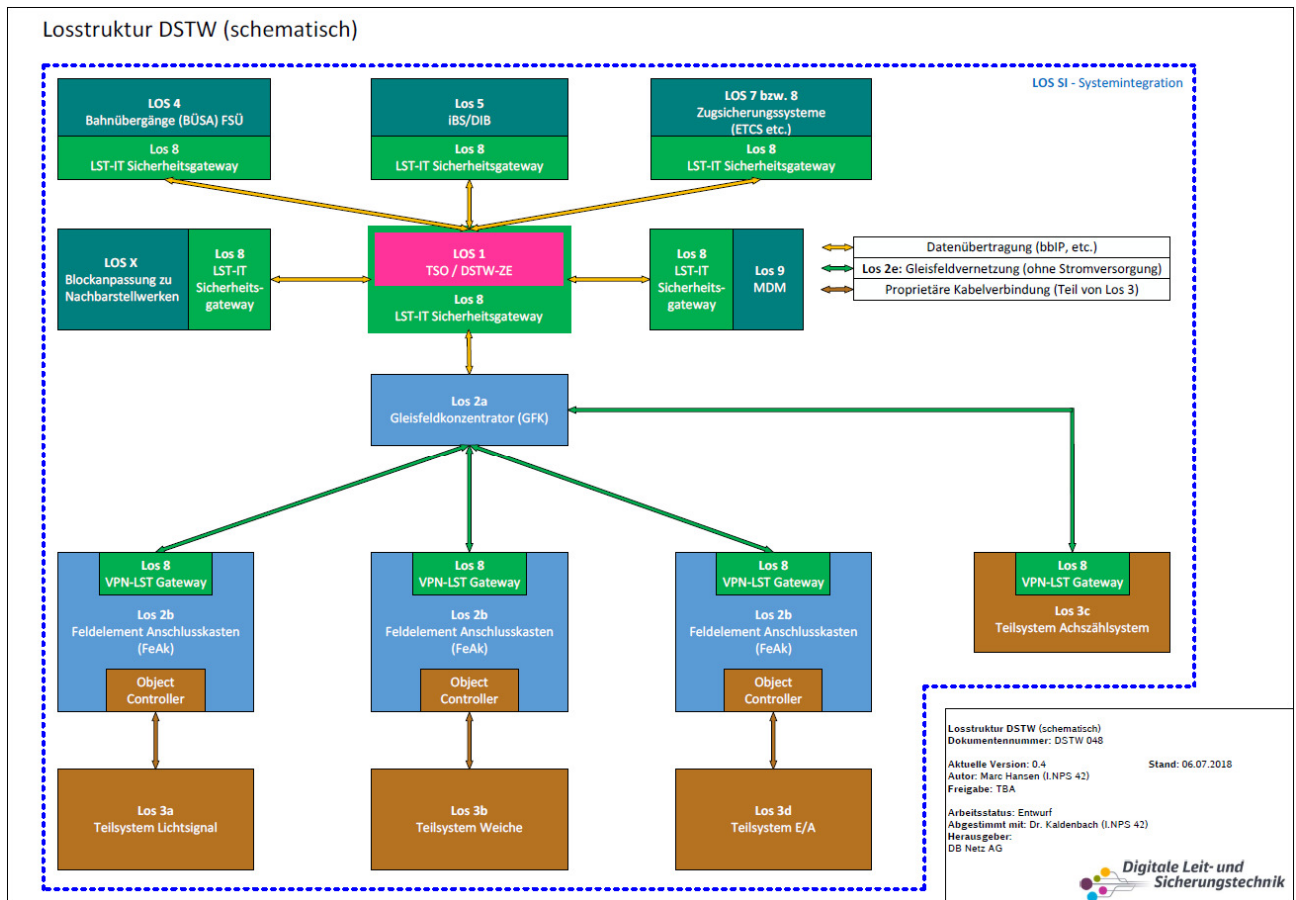 Losstruktur DSTW (schematisch)
LOS SI - Systemintegration
LOS 4
Bahnübergänge (BÜSA) FSÜ
Los 8
LST-IT Sicherheitsgateway
Los 5
iBS/DIB
Los 8
LST-IT Sicherheitsgateway
LOS 7 bzw. 8
Zugsicherungssysteme
(ETCS etc.)
Los 8
LST-IT Sicherheitsgateway
LOS X
Blockanpassung zu
Nachbarstellwerken
Los 8
LST-IT
Sicherheits-
gateway
LOS 1
TSO / DSTW-ZE
Los 8
LST-IT Sicherheitsgateway
Los 8
LST-IT
Sicherheits-
gateway
Los 9
MDM
Datenübertragung (bbIP, etc.)
Los 2e: Gleisfeldvernetzung (ohne Stromversorgung)
Proprietäre Kabelverbindung (Teil von Los 3)
Los 2a
Gleisfeldkonzentrator (GFK)
Los 8
VPN-LST Gateway
Los 2b
Feldelement Anschlusskasten
(FeAk)
Object
Controller
Los 8
VPN-LST Gateway
Los 2b
Feldelement Anschlusskasten
(FeAk)
Object
Controller
Los 8
VPN-LST Gateway
Los 2b
Feldelement Anschlusskasten
(FeAk)
Object
Controller
Los 8
VPN-LST Gateway
Los 3c
Teilsystem Achszählsystem
Los 3a
Teilsystem Lichtsignal
Los 3b
Teilsystem Weiche
Los 3d
Teilsystem E/A
Losstruktur DSTW (schematisch)
Dokumentennummer: DSTW 048
Aktuelle Version: 0.4 Stand: 06.07.2018
Autor: Marc Hansen (I.NPS 42)
Freigabe: TBA
Arbeitsstatus: Entwurf
Abgestimmt mit: Dr. Kaldenbach (I.NPS 42)
Herausgeber:
DB Netz AG
Digitale Leit- und
Sicherungstechnik